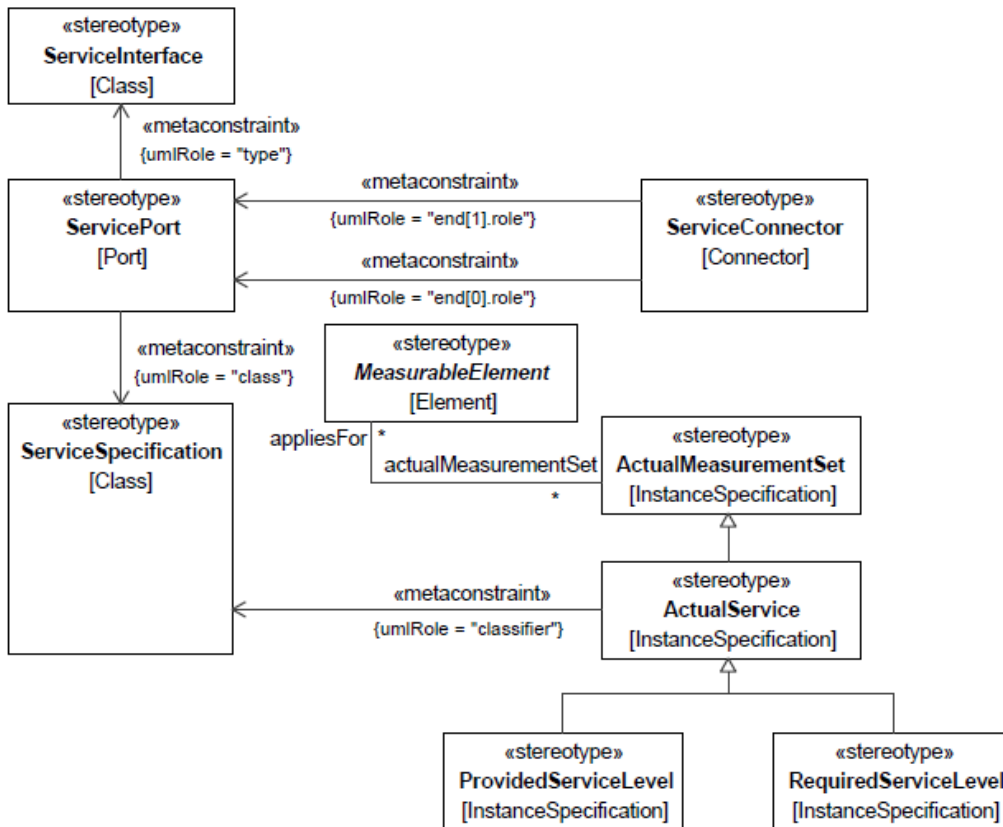 «stereotype»
ServiceInterface
[Class]
«metaconstraint»
{umlRole = "type"}
«stereotype»
ServicePort
[Port]
«metaconstraint»
{umlRole = "end[1].role"}
«metaconstraint»
{umlRole = "end[0].role"}
«stereotype»
ServiceConnector
[Connector]
«metaconstraint»
{umlRole = "class"}
«stereotype»
MeasurableElement
[Element]
appliesFor *
actualMeasurementSet
*
«stereotype»
ServiceSpecification
[Class]
«stereotype»
ActualMeasurementSet
[InstanceSpecification]
«metaconstraint»
{umlRole = "classifier"}
«stereotype»
ActualService
[InstanceSpecification]
«stereotype»
ProvidedServiceLevel
[InstanceSpecification]
«stereotype»
RequiredServiceLevel
[InstanceSpecification]